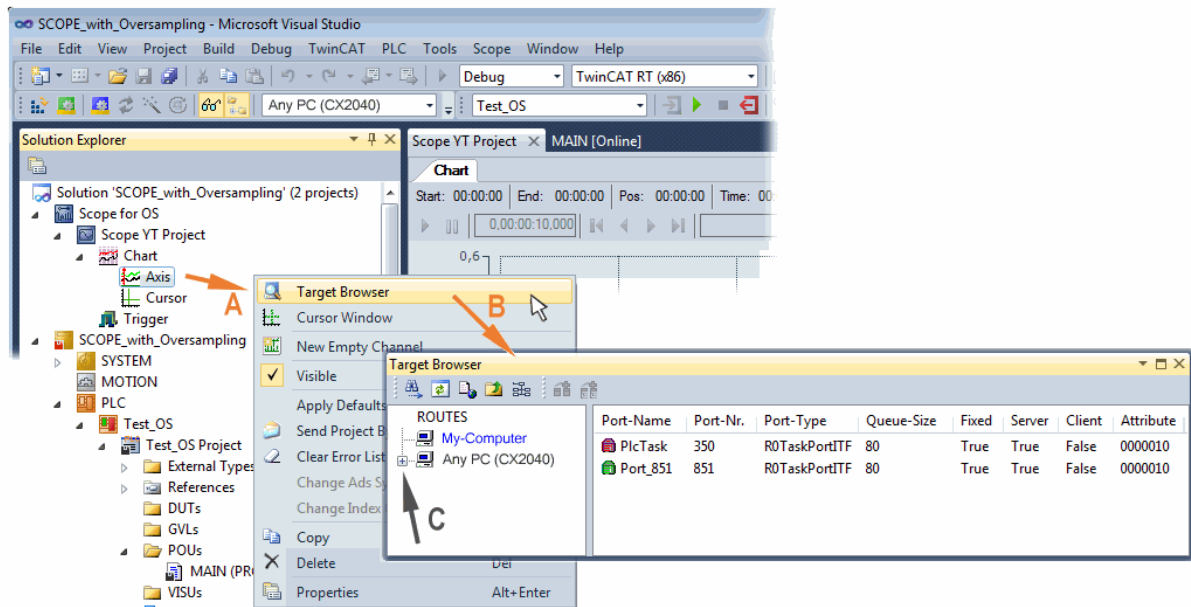 SCOPE_with_Oversampling - Microsoft Visual Studio
File Edit View Project Build Debug TwinCAT PLC Tools Scope Window Help
Debug TwinCAT RT (x86)
Any PC (CX2040) Test_OS
Solution Explorer
Scope YT Project MAIN [Online]
Chart
Start: 00:00:00 End: 00:00:00 Pos: 00:00:00 Time: 00:
0,00:00:10,000
0,6
Solution 'SCOPE_with_Oversampling' (2 projects)
Scope for OS
Scope YT Project
Chart
Axis
Cursor
Trigger
SCOPE_with_Oversampling
SYSTEM
MOTION
PLC
Test_OS
Test_OS Project
External Types
References
DUTs
GVLs
POUs
MAIN (PR
VISUs
A
Target Browser
B
Cursor Window
New Empty Channel
Visible
Apply Defaults
Send Project B
Clear Error List
Change Ads Sy
Change Index
Copy
Delete Del
Properties Alt+Enter
Target Browser
ROUTES
My-Computer
Any PC (CX2040)
C
Port-Name Port-Nr. Port-Type Queue-Size Fixed Server Client Attribute
PlcTask 350 R0TaskPortITF 80 True True False 0000010
Port_851 851 R0TaskPortITF 80 True True False 0000010